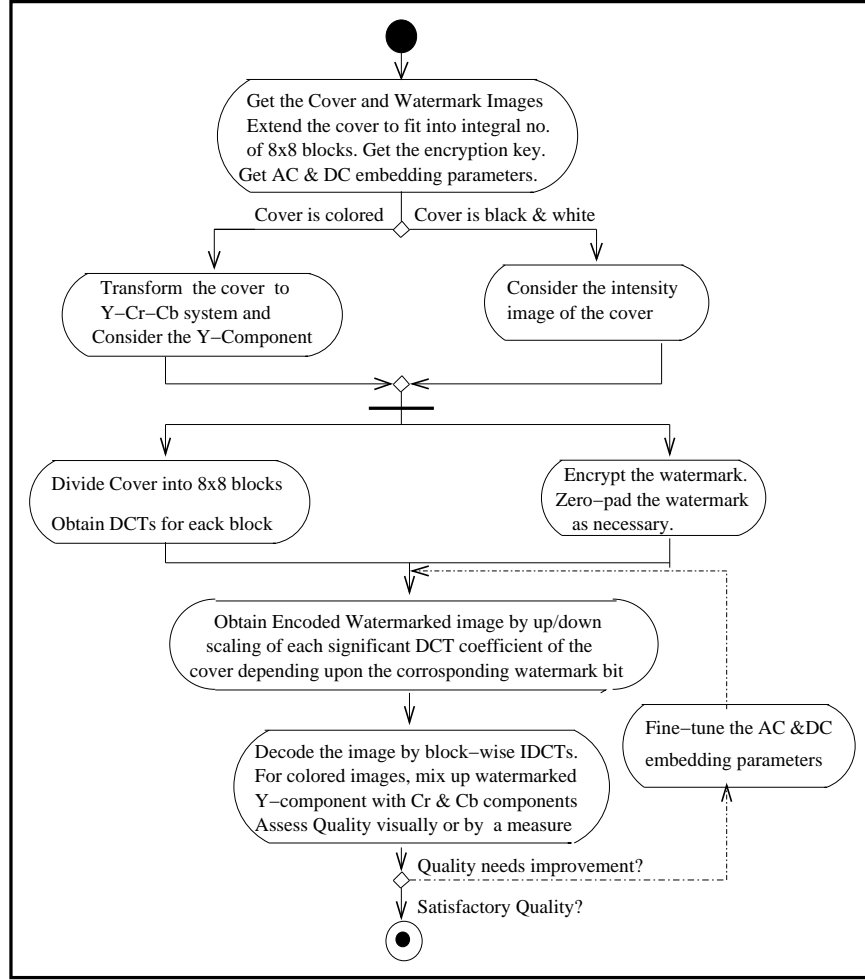 Get the Cover and Watermark Images
Extend the cover to fit into integral no.
of 8x8 blocks. Get the encryption key.
Get AC & DC embedding parameters.
Cover is colored
Cover is black & white
Transform the cover to
Y−Cr−Cb system and
Consider the Y−Component
Consider the intensity
image of the cover
Divide Cover into 8x8 blocks
Obtain DCTs for each block
Encrypt the watermark.
Zero−pad the watermark
as necessary.
Obtain Encoded Watermarked image by up/down
scaling of each significant DCT coefficient of the
cover depending upon the corrosponding watermark bit
Fine−tune the AC &DC
embedding parameters
Decode the image by block−wise IDCTs.
For colored images, mix up watermarked
Y−component with Cr & Cb components
Assess Quality visually or by a measure
Quality needs improvement?
Satisfactory Quality?